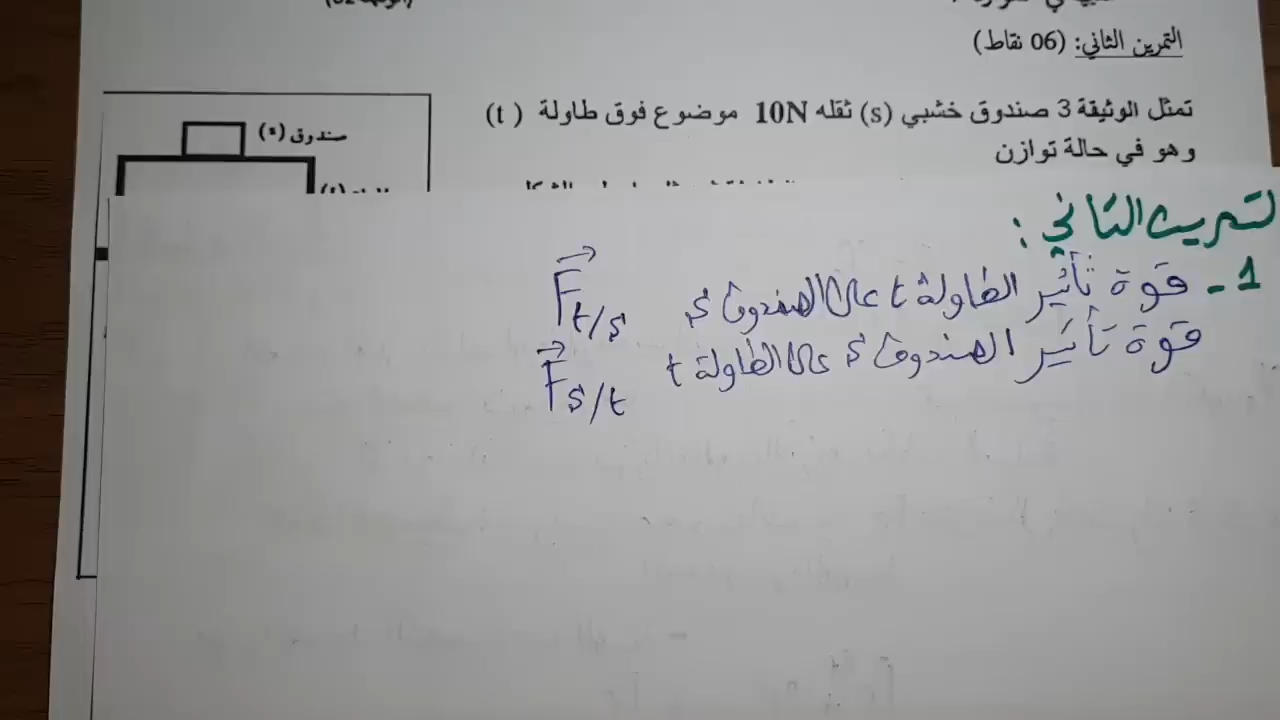 التمرين الثاني: (06 نقاط)
تمثل الوثيقة 3 صندوق خشبي (s) ثقله 10N موضوع فوق طاولة (t)
وهو في حالة توازن
صندوق (s)
لتمرين الثاني :
1 - قوة تأثير الطاولة t على الصندوق s F t/s
قوة تأثير الصندوق s على الطاولة t F s/t